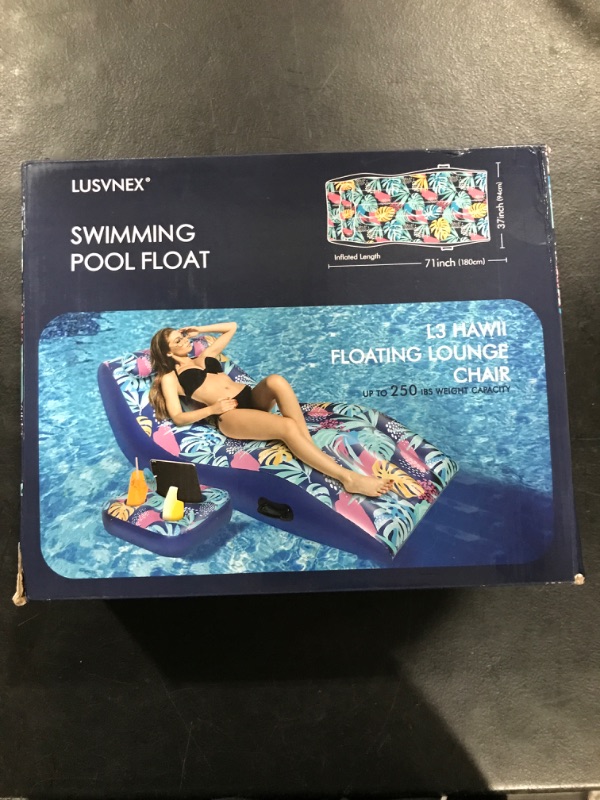 LUSVNEX®
SWIMMING
POOL FLOAT
Inflated Length
71inch (180cm)
37inch (94cm)
L3 HAWII
FLOATING LOUNGE
CHAIR
UP TO 250 IBS WEIGHT CAPACITY